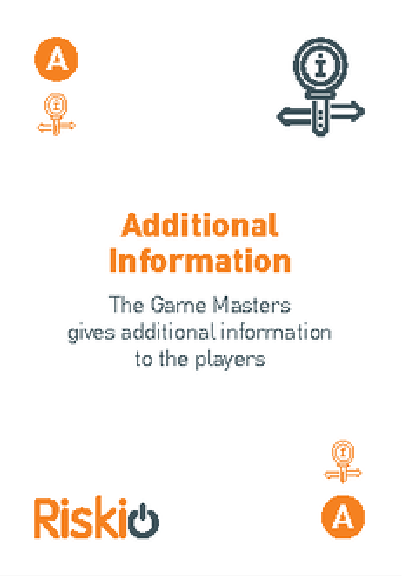 A
i
Additional
Information
The Game Masters
gives additional information
to the players
i
Riskio
A